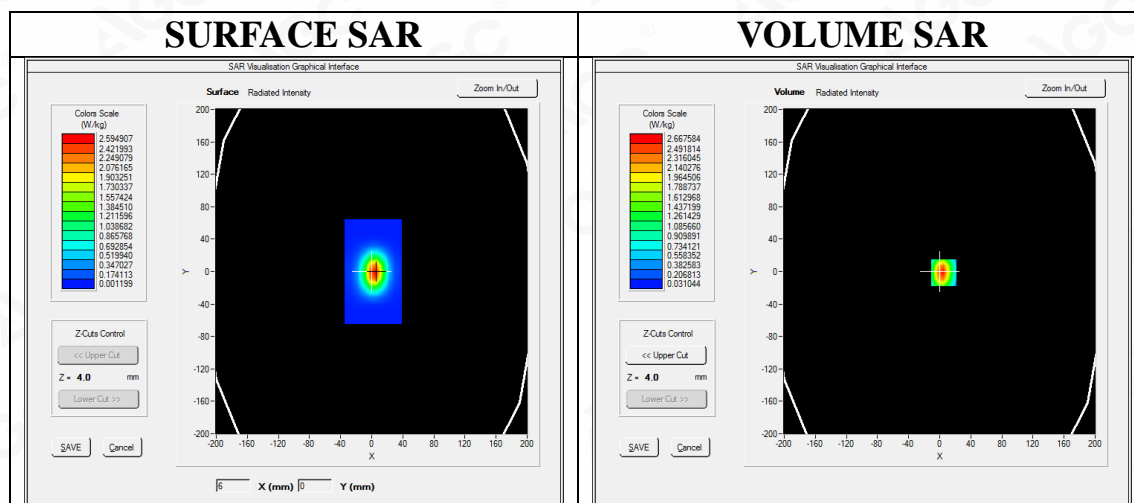 SURFACE SAR
SAR Visualisation Graphical Interface
Surface Radiated Intensity
Zoom In/Out
Colors Scale
(W/kg)
2.594907
2.421993
2.249079
2.076165
1.903251
1.730337
1.557424
1.384510
1.211596
1.038682
0.865768
0.692854
0.519940
0.347027
0.174113
0.001199
200
160
120
80
40
0
-40
-80
-120
-160
-200
Y
-200 -160 -120 -80 -40 0 40 80 120 160 200
X
Z-Cuts Control
<< Upper Cut
Z = 4.0 mm
Lower Cut >>
SAVE Cancel
6 X (mm) 0 Y (mm)
VOLUME SAR
SAR Visualisation Graphical Interface
Volume Radiated Intensity
Zoom In/Out
Colors Scale
(W/kg)
2.667584
2.491814
2.316045
2.140276
1.964506
1.788737
1.612968
1.437199
1.261429
1.085660
0.909891
0.734121
0.558352
0.382583
0.206813
0.031044
200
160
120
80
40
0
-40
-80
-120
-160
-200
Y
-200 -160 -120 -80 -40 0 40 80 120 160 200
X
Z-Cuts Control
<< Upper Cut
Z = 4.0 mm
Lower Cut >>
SAVE Cancel